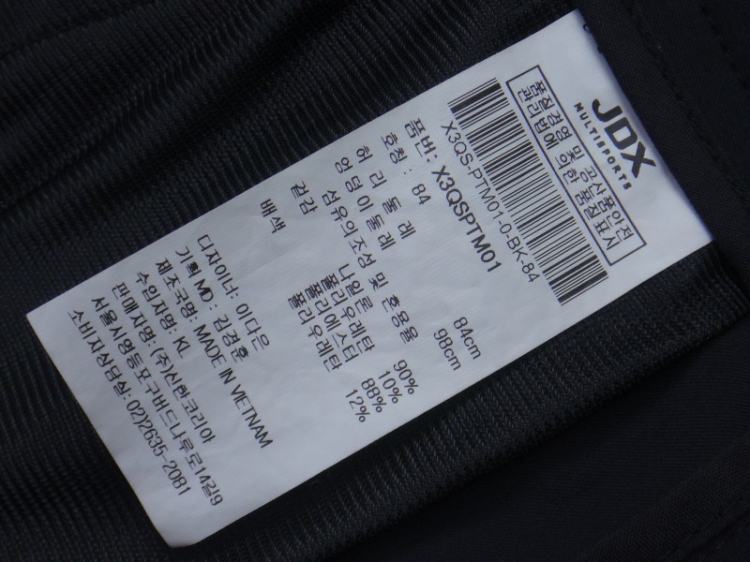 JDX
MULTISPORTS
품질경영 및 공산품안전
관리법에 의한 품질표시
X3QS-PTM01-0-BK-84
품번: X3QSPTM01
호칭 : 84
허리 둘레 84cm
엉덩이둘레 98cm
섬유의조성 및 혼용율
겉감 나일론 90%
폴리우레탄 10%
배색 폴리에스터 88%
폴리우레탄 12%
디자이너: 이다은
기획 MD : 김경훈
제조국명: MADE IN VIETNAM
수입자명: KL
판매자명: (주)신한코리아
서울시영등포구버드나루로14길9
소비자상담실: 02)2635-2081